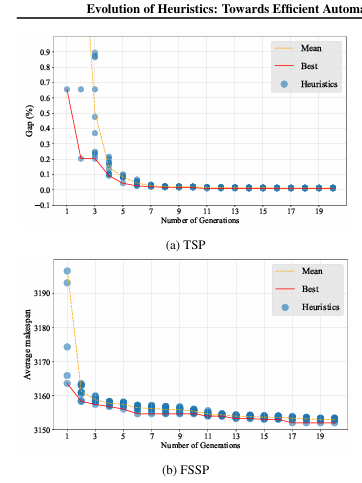 Evolution of Heuristics: Towards Efficient Automa
0.9
0.8
0.7
0.6
0.5
0.4
0.3
0.2
0.1
0.0
−0.1
Gap (%)
Mean
Best
Heuristics
1 3 5 7 9 11 13 15 17 19
Number of Generations
(a) TSP
3190
3180
3170
3160
3150
Average makespan
Mean
Best
Heuristics
1 3 5 7 9 11 13 15 17 19
Number of Generations
(b) FSSP